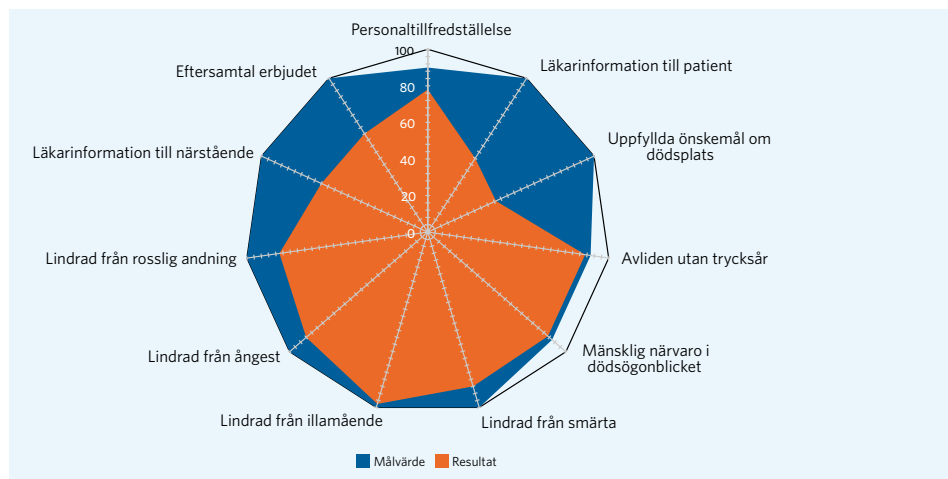 Personaltillfredställelse
Läkarinformation till patient
Uppfyllda önskemål om
dödsplats
Avliden utan trycksår
Mänsklig närvaro i
dödsögonblicket
Lindrad från smärta
Lindrad från illamående
Lindrad från ångest
Lindrad från rosslig andning
Läkarinformation till närstående
Eftersamtal erbjudet
100
80
60
40
20
0
Målvärde
Resultat